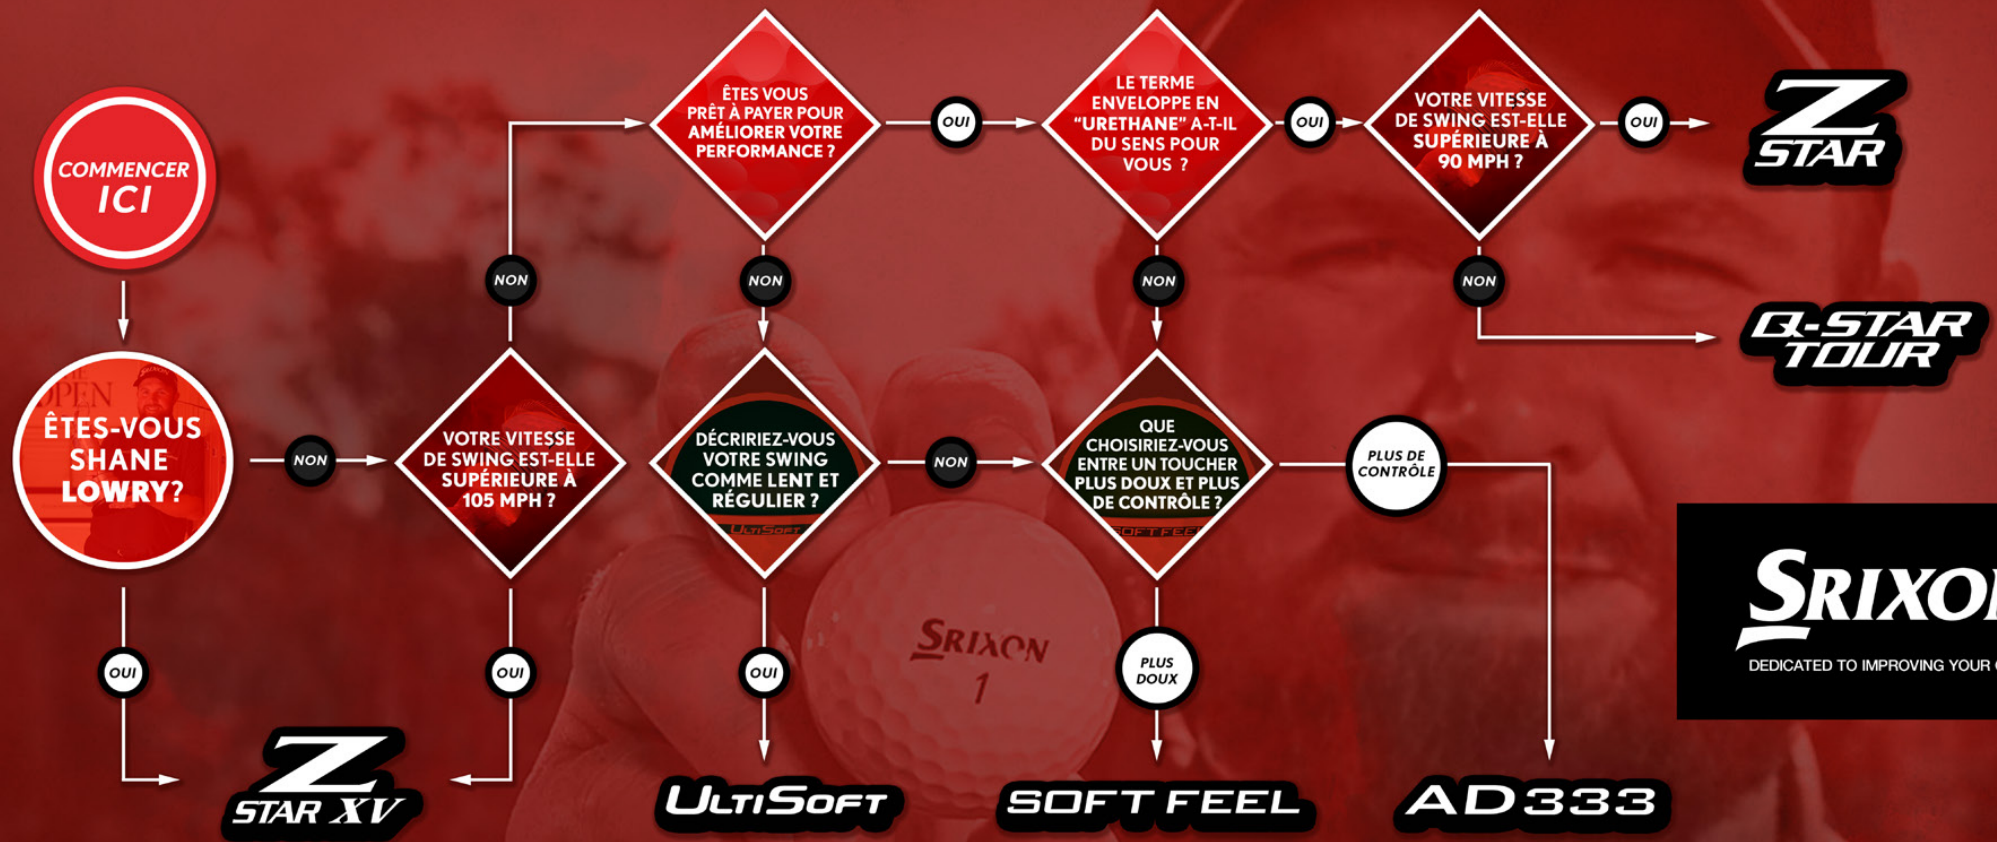 COMMENCER
ICI
ÊTES-VOUS
SHANE
LOWRY?
OUI
NON
VOTRE VITESSE
DE SWING EST-ELLE
SUPÉRIEURE À
105 MPH ?
OUI
NON
Z
STAR XV
ÊTES VOUS
PRÊT À PAYER POUR
AMÉLIORER VOTRE
PERFORMANCE ?
OUI
NON
LE TERME
ENVELOPPE EN
"URETHANE" A-T-IL
DU SENS POUR
VOUS ?
OUI
NON
VOTRE VITESSE
DE SWING EST-ELLE
SUPÉRIEURE À
90 MPH ?
OUI
NON
Z
STAR
Q-STAR
TOUR
DÉCRIRIEZ-VOUS
VOTRE SWING
COMME LENT ET
RÉGULIER ?
ULTISOFT
NON
OUI
ULTISOFT
QUE
CHOISIRIEZ-VOUS
ENTRE UN TOUCHER
PLUS DOUX ET PLUS
DE CONTRÔLE ?
SOFT FEEL
PLUS
DOUX
SOFT FEEL
PLUS DE
CONTRÔLE
AD333
SRIXON
1
SRIXON
DEDICATED TO IMPROVING YOUR